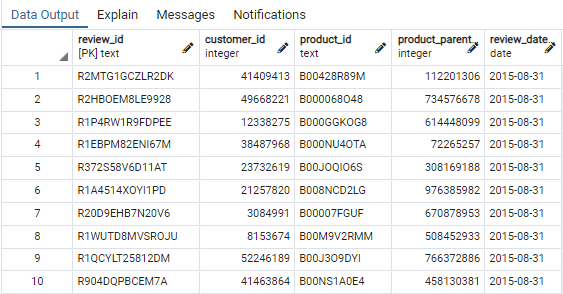 Data Output Explain Messages Notifications
review_id customer_id product_id product_parent review_date
[PK] text integer text integer date
1 R2MTG1GCZLR2DK 41409413 B00428R89M 112201306 2015-08-31
2 R2HBOEM8LE9928 49668221 B000068O48 734576678 2015-08-31
3 R1P4RW1R9FDPEE 12338275 B000GGKOG8 614448099 2015-08-31
4 R1EBPM82ENI67M 38487968 B000NU4OTA 72265257 2015-08-31
5 R372S58V6D11AT 23732619 B00JOQIO6S 308169188 2015-08-31
6 R1A4514XOYI1PD 21257820 B008NCD2LG 976385982 2015-08-31
7 R20D9EHB7N20V6 3084991 B00007FGUF 670878953 2015-08-31
8 R1WUTD8MVSROJU 8153674 B00M9V2RMM 508452933 2015-08-31
9 R1QCYLT25812DM 52246189 B00J3O9DYI 766372886 2015-08-31
10 R904DQPBCEM7A 41463864 B00NS1A0E4 458130381 2015-08-31